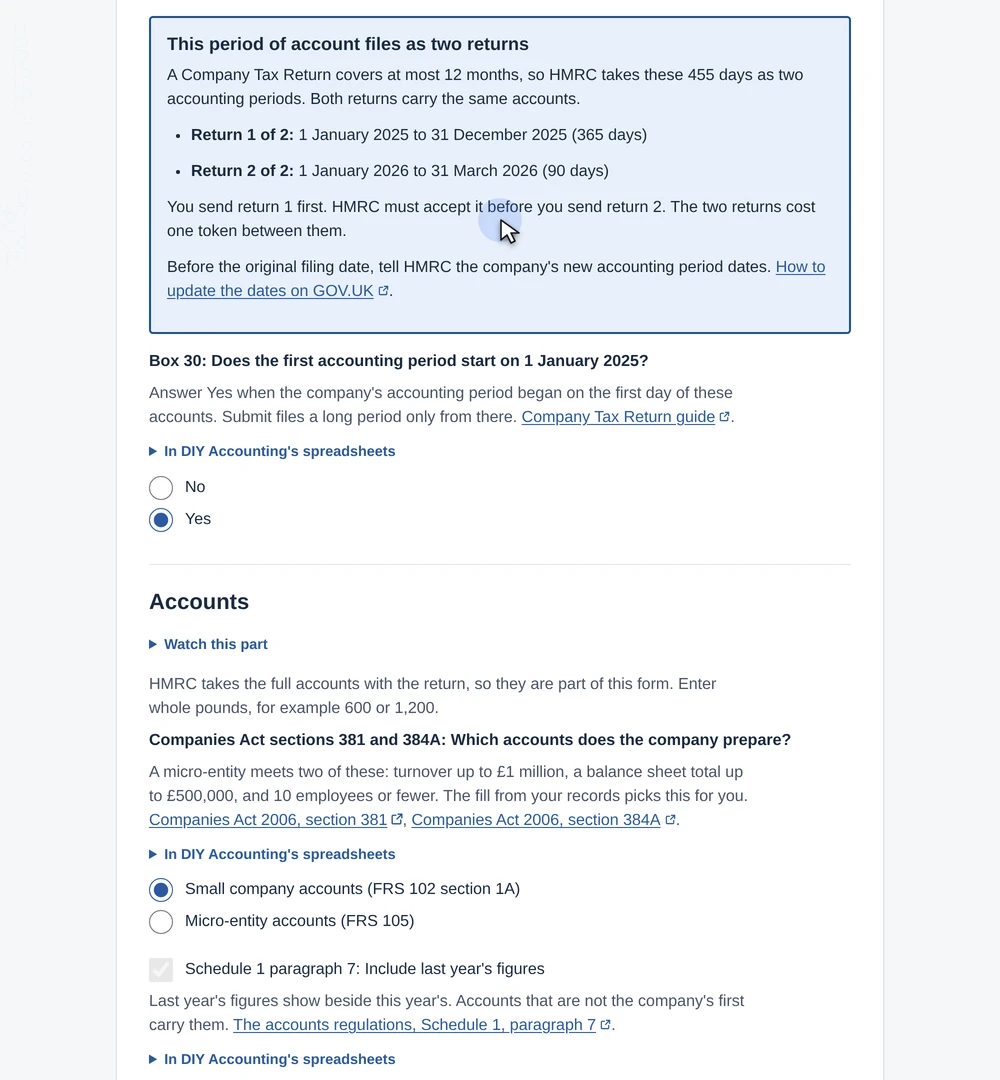 This period of account files as two returns
A Company Tax Return covers at most 12 months, so HMRC takes these 455 days as two
accounting periods. Both returns carry the same accounts.
• Return 1 of 2: 1 January 2025 to 31 December 2025 (365 days)
• Return 2 of 2: 1 January 2026 to 31 March 2026 (90 days)
You send return 1 first. HMRC must accept it before you send return 2. The two returns cost
one token between them.
Before the original filing date, tell HMRC the company's new accounting period dates. How to
update the dates on GOV.UK.
Box 30: Does the first accounting period start on 1 January 2025?
Answer Yes when the company's accounting period began on the first day of these
accounts. Submit files a long period only from there. Company Tax Return guide.
In DIY Accounting's spreadsheets
No
Yes
Accounts
Watch this part
HMRC takes the full accounts with the return, so they are part of this form. Enter
whole pounds, for example 600 or 1,200.
Companies Act sections 381 and 384A: Which accounts does the company prepare?
A micro-entity meets two of these: turnover up to £1 million, a balance sheet total up
to £500,000, and 10 employees or fewer. The fill from your records picks this for you.
Companies Act 2006, section 381, Companies Act 2006, section 384A.
In DIY Accounting's spreadsheets
Small company accounts (FRS 102 section 1A)
Micro-entity accounts (FRS 105)
Schedule 1 paragraph 7: Include last year's figures
Last year's figures show beside this year's. Accounts that are not the company's first
carry them. The accounts regulations, Schedule 1, paragraph 7.
In DIY Accounting's spreadsheets